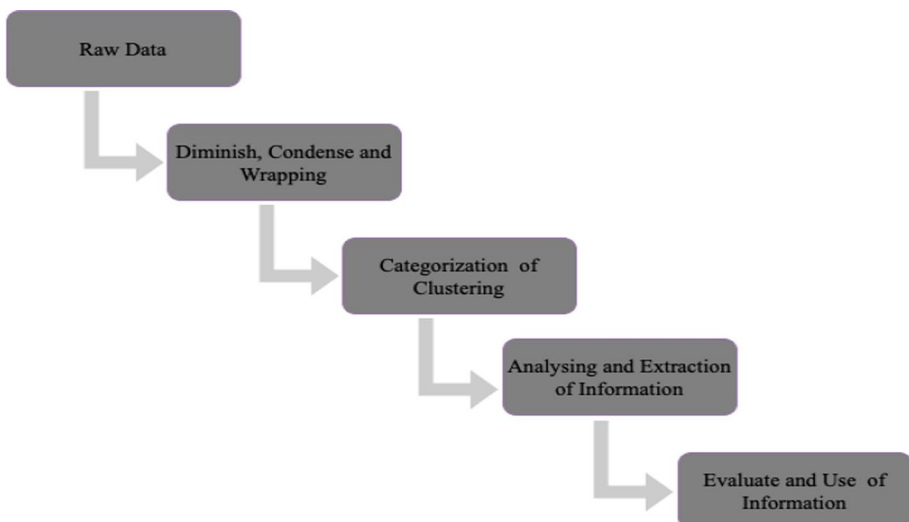 Raw Data
Diminish, Condense and
Wrapping
Categorization of
Clustering
Analysing and Extraction
of Information
Evaluate and Use of
Information